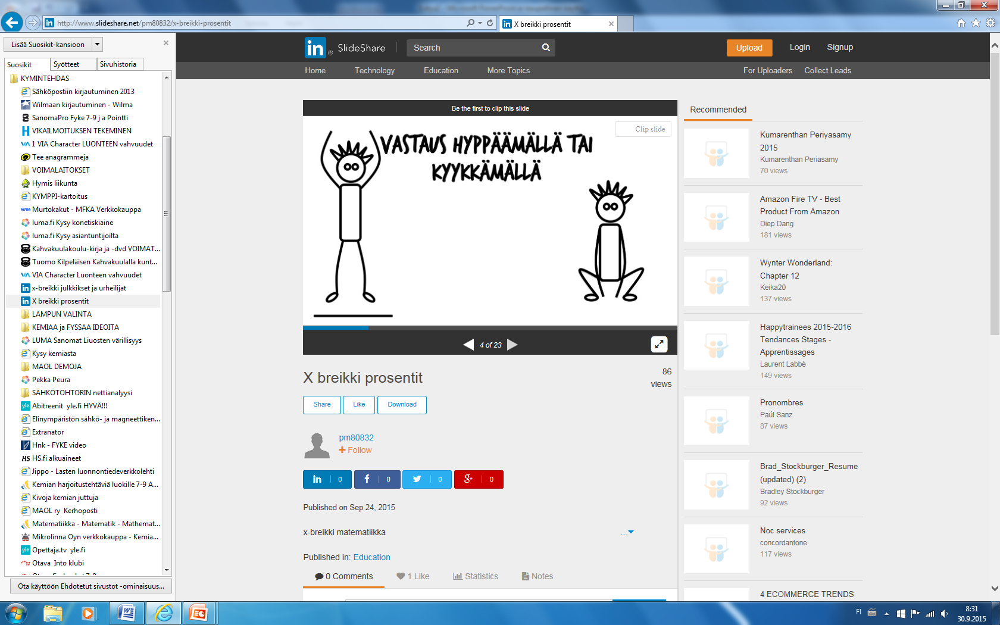 http://www.slideshare.net/pm80832/x-breikki-prosentit
X breikki prosentit
Lisää Suosikit-kansioon
Suosikit
Syötteet
Sivuhistoria
KYMINTEHDAS
Sähköpostiin kirjautuminen 2013
Wilmaan kirjautuminen - Wilma
SanomaPro Fyke 7-9 j a Pointti
VIKAILMOITUKSEN TEKEMINEN
1 VIA Character LUONTEEN vahvuudet
Tee anagrammeja
VOIMALAITOKSET
Hymis liikunta
KYMPPI-kartoitus
Murtokakut - MFKA Verkkokauppa
luma.fi Kysy konetiskiaine
luma.fi Kysy asiantuntijoilta
Kahvakuulakoulu-kirja ja -dvd VOIMAT...
Tuomo Kilpeläisen Kahvakuulalla kunt...
VIA Character Luonteen vahvuudet
x-breikki julkkikset ja urheilijat
X breikki prosentit
LAMPUN VALINTA
KEMIAA ja FYSSAA IDEOITA
LUMA Sanomat Liuosten värillisyys
Kysy kemiasta
MAOL DEMOJA
Pekka Peura
SÄHKÖTOHTORIN nettianalyysi
Abitreenit yle.fi HYVÄ!!!
Elinympäristön sähkö- ja magneettiken...
Extranator
Hnk - FYKE video
HS.fi alkuaineet
Jippo - Lasten luonnontiedeverkkolehti
Kemian harjoitustehtäviä luokille 7-9 A...
Kivoja kemian juttuja
MAOL ry Kerhoposti
Matematiikka - Matematik - Mathemat...
Mikrolinna Oyn verkkokauppa - Kemia...
Opettaja.tv yle.fi
Otava Into klubi
Ota käyttöön Ehdotetut sivustot -ominaisuus...
in SlideShare
Search
Upload
Login
Signup
Home
Technology
Education
More Topics
For Uploaders
Collect Leads
Be the first to clip this slide
Clip slide
VASTAUS HYPPÄÄMÄLLÄ TAI
KYYKKÄMÄLLÄ
4 of 23
X breikki prosentit
86
views
Share
Like
Download
pm80832
Follow
in 0
f 0
0
g+ 0
Published on Sep 24, 2015
x-breikki matematiikka
...
Published in: Education
0 Comments
1 Like
Statistics
Notes
Recommended
Kumarenthan Periyasamy
2015
Kumarenthan Periasamy
70 views
Amazon Fire TV - Best
Product From Amazon
Diep Dang
181 views
Wynter Wonderland:
Chapter 12
Keika20
137 views
Happytrainees 2015-2016
Tendances Stages -
Apprentissages
Laurent Labbé
149 views
Pronombres
Paúl Sanz
87 views
Brad_Stockburger_Resume
(updated) (2)
Bradley Stockburger
92 views
Noc services
concordantone
117 views
4 ECOMMERCE TRENDS
FI
8:31
30.9.2015